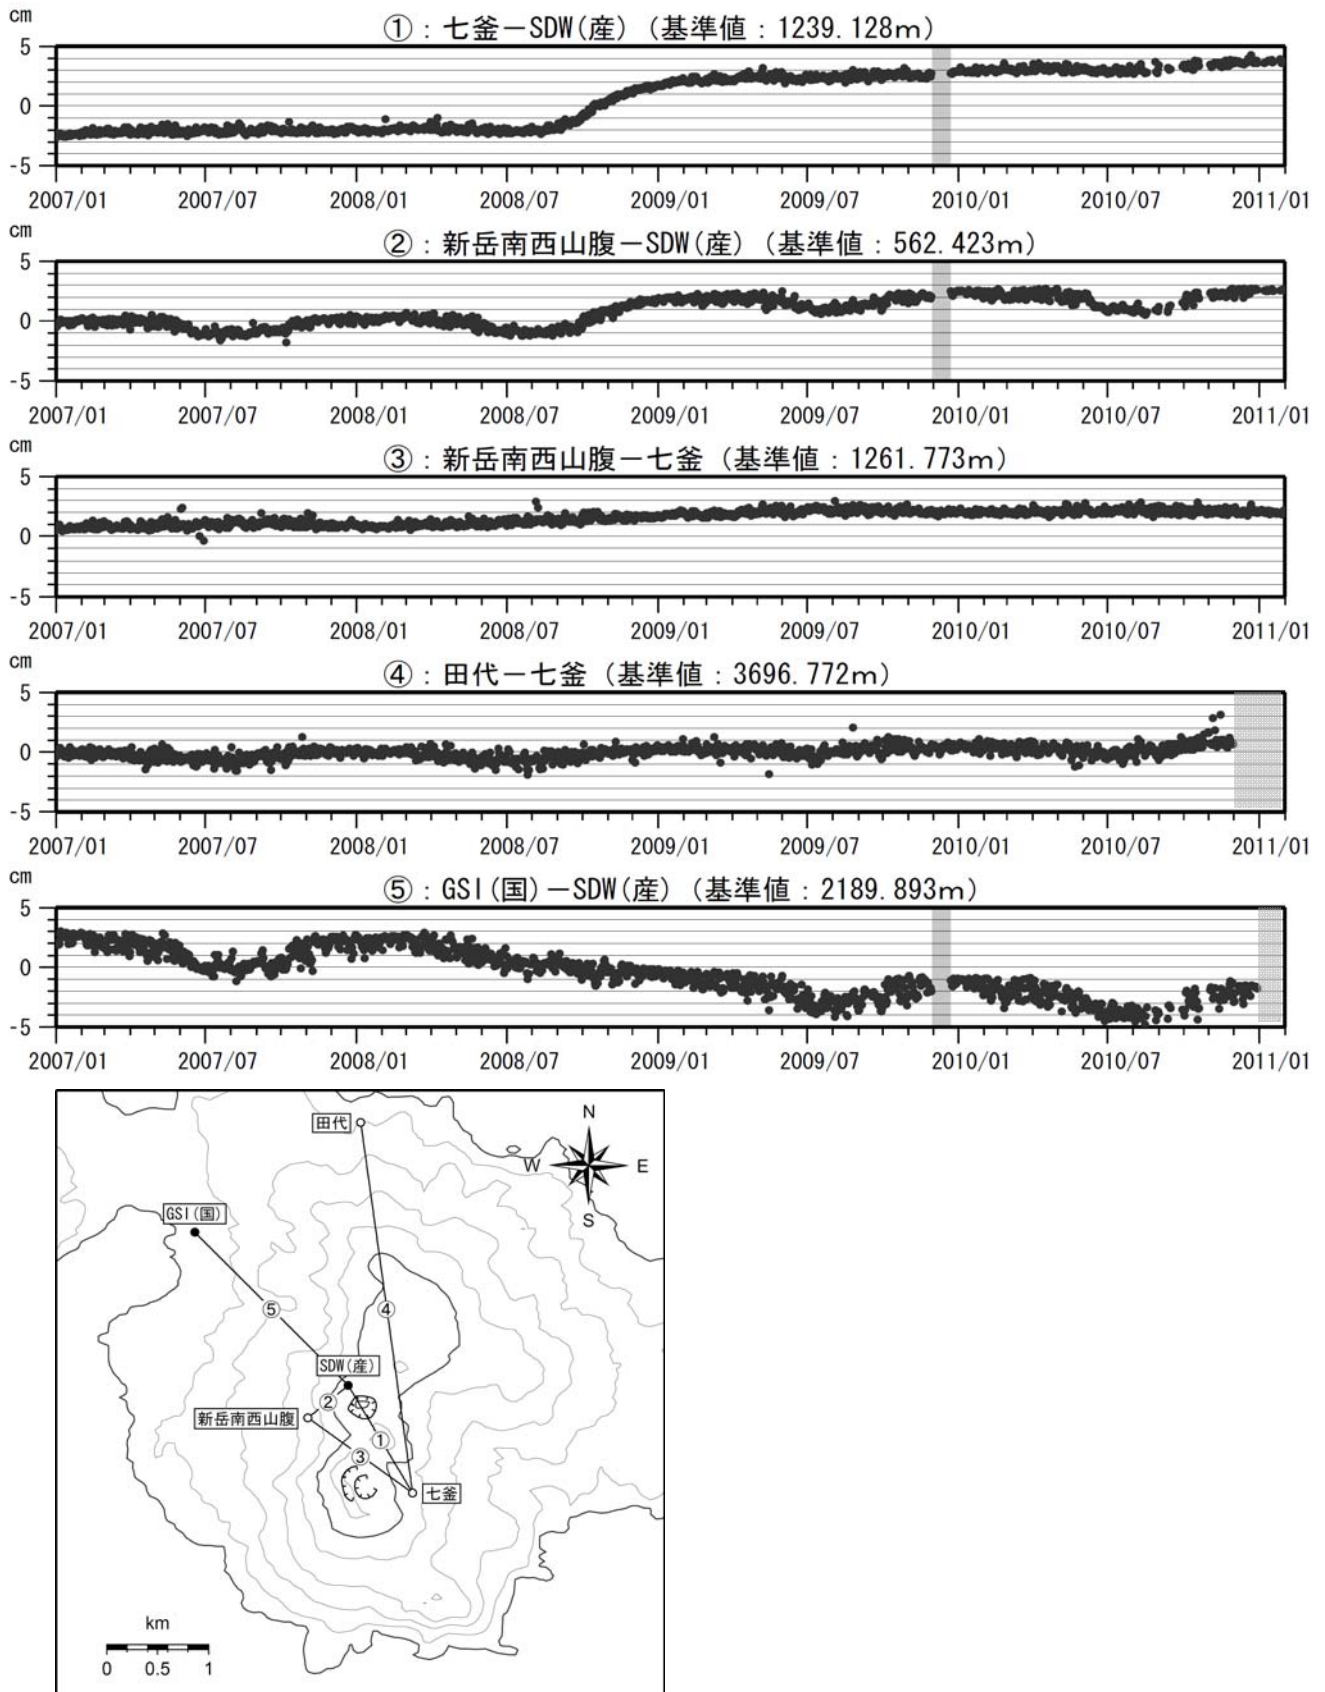 cm
①：七釜－SDW(産)（基準値：1239.128m）
5
0
-5
2007/01 2007/07 2008/01 2008/07 2009/01 2009/07 2010/01 2010/07 2011/01
cm
②：新岳南西山腹－SDW(産)（基準値：562.423m）
5
0
-5
2007/01 2007/07 2008/01 2008/07 2009/01 2009/07 2010/01 2010/07 2011/01
cm
③：新岳南西山腹－七釜（基準値：1261.773m）
5
0
-5
2007/01 2007/07 2008/01 2008/07 2009/01 2009/07 2010/01 2010/07 2011/01
cm
④：田代－七釜（基準値：3696.772m）
5
0
-5
2007/01 2007/07 2008/01 2008/07 2009/01 2009/07 2010/01 2010/07 2011/01
cm
⑤：GSI(国)－SDW(産)（基準値：2189.893m）
5
0
-5
2007/01 2007/07 2008/01 2008/07 2009/01 2009/07 2010/01 2010/07 2011/01
田代
N
W E
S
GSI(国)
⑤
④
SDW(産)
②
新岳南西山腹
①
③
七釜
km
0 0.5 1